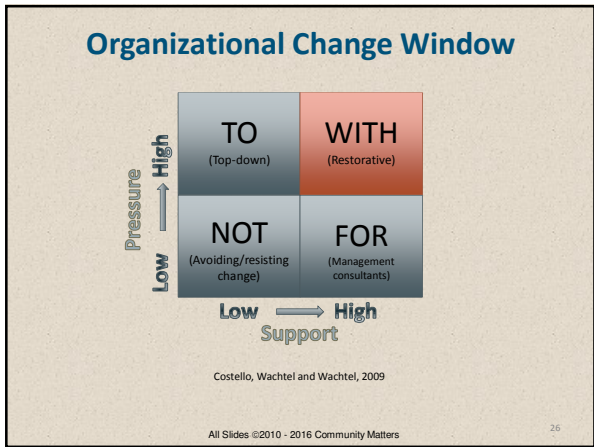 Organizational Change Window
TO
(Top-down)
WITH
(Restorative)
NOT
(Avoiding/resisting
change)
FOR
(Management
consultants)
Pressure
Low
High
Low
High
Support
Costello, Wachtel and Wachtel, 2009
All Slides ©2010 - 2016 Community Matters
26